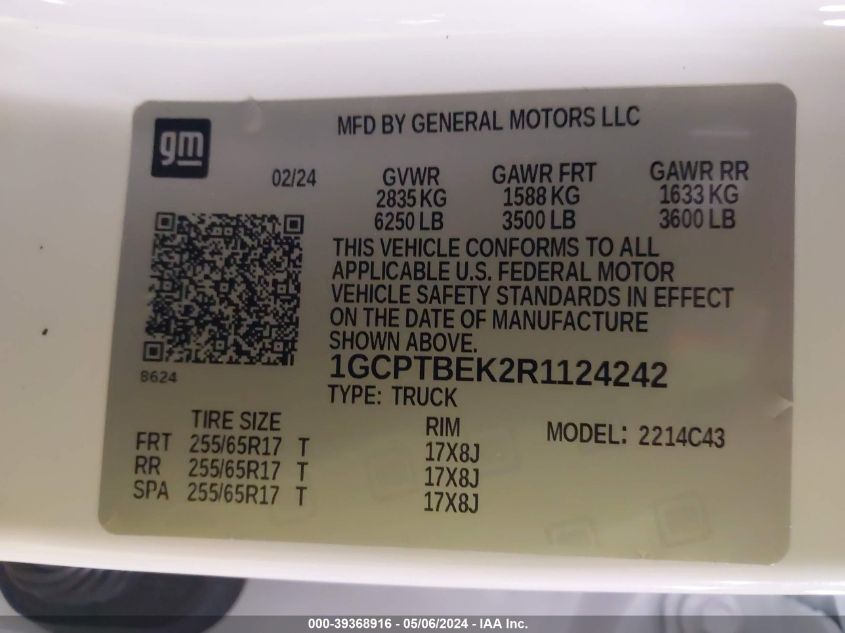 gm
MFD BY GENERAL MOTORS LLC
02/24
GVWR GAWR FRT GAWR RR
2835 KG 1588 KG 1633 KG
6250 LB 3500 LB 3600 LB
THIS VEHICLE CONFORMS TO ALL
APPLICABLE U.S. FEDERAL MOTOR
VEHICLE SAFETY STANDARDS IN EFFECT
ON THE DATE OF MANUFACTURE
SHOWN ABOVE.
8624
1GCPTBEK2R1124242
TYPE: TRUCK
TIRE SIZE RIM MODEL: 2214C43
FRT 255/65R17 T 17X8J
RR 255/65R17 T 17X8J
SPA 255/65R17 T 17X8J
000-39368916 - 05/06/2024 - IAA Inc.